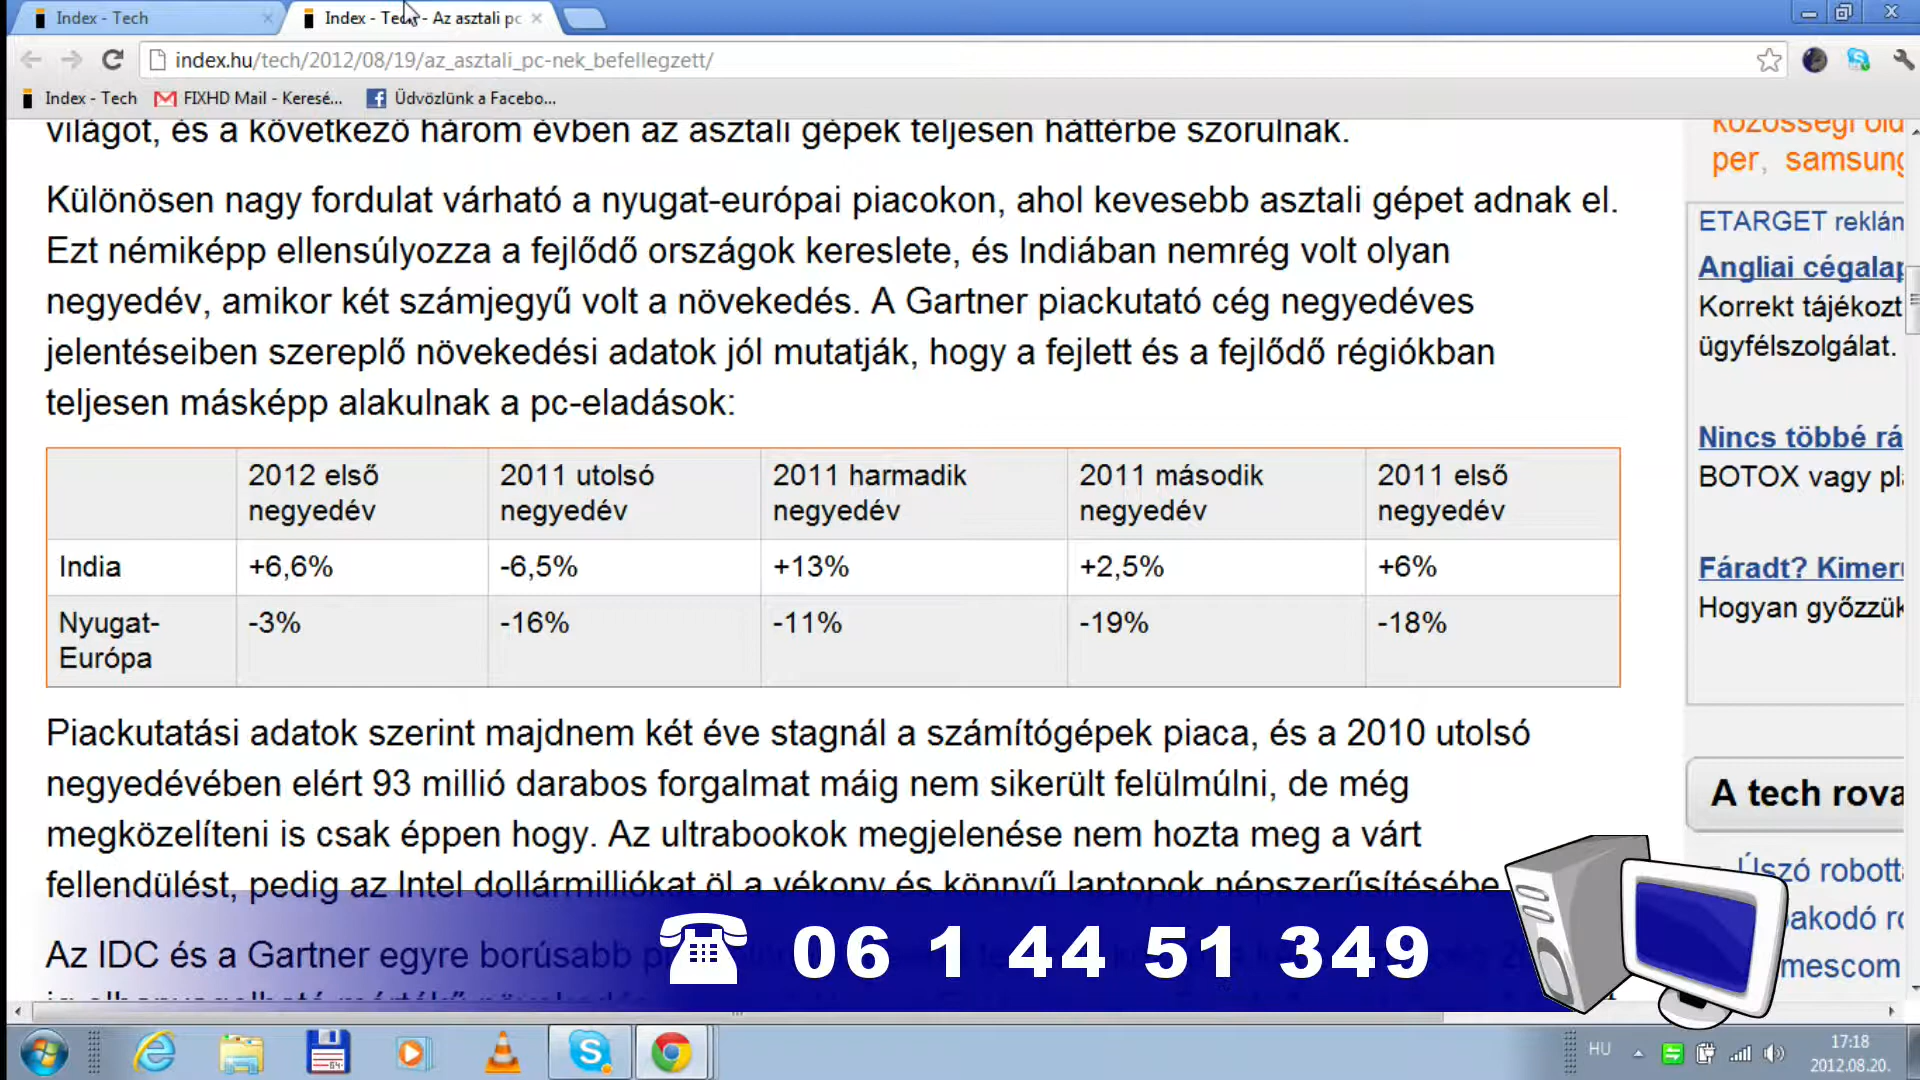 Index - Tech
Index - Tech - Az asztali pc
index.hu/tech/2012/08/19/az_asztali_pc-nek_befellegzett/
Index - Tech
FIXHD Mail - Keresé...
Üdvözlünk a Facebo...
világot, és a következő három évben az asztali gépek teljesen háttérbe szorulnak.
Különösen nagy fordulat várható a nyugat-európai piacokon, ahol kevesebb asztali gépet adnak el.
Ezt némiképp ellensúlyozza a fejlődő országok kereslete, és Indiában nemrég volt olyan
negyedév, amikor két számjegyű volt a növekedés. A Gartner piackutató cég negyedéves
jelentéseiben szereplő növekedési adatok jól mutatják, hogy a fejlett és a fejlődő régiókban
teljesen másképp alakulnak a pc-eladások:
2012 első negyedév
2011 utolsó negyedév
2011 harmadik negyedév
2011 második negyedév
2011 első negyedév
India +6,6% -6,5% +13% +2,5% +6%
Nyugat-Európa -3% -16% -11% -19% -18%
Piackutatási adatok szerint majdnem két éve stagnál a számítógépek piaca, és a 2010 utolsó
negyedévében elért 93 millió darabos forgalmat máig nem sikerült felülmúlni, de még
megközelíteni is csak éppen hogy. Az ultrabookok megjelenése nem hozta meg a várt
fellendülést, pedig az Intel dollármilliókat öl a vékony és könnyű laptopok népszerűsítésébe.
Az IDC és a Gartner egyre borúsabb
közösségi old
per, samsung
ETARGET reklám
Angliai cégalap
Korrekt tájékozt
ügyfélszolgálat.
Nincs többé rá
BOTOX vagy pl
Fáradt? Kimerü
Hogyan győzzük
A tech rova
Úszó robott
pakodó ro
mescom
06 1 44 51 349
HU
17:18
2012.08.20.